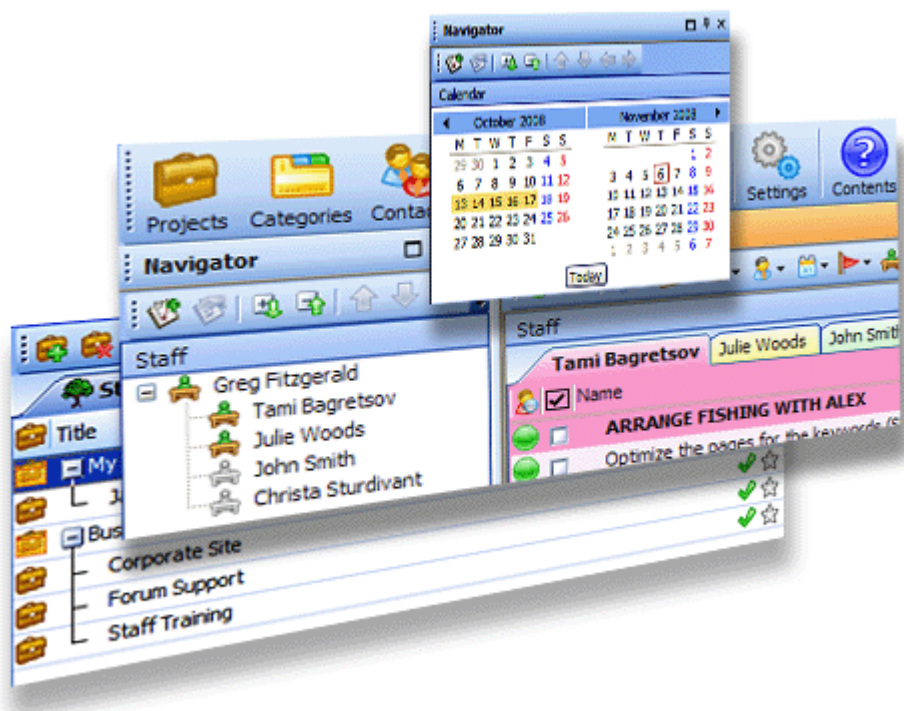 Navigator
Calendar
October 2008
November 2008
M T W T F S S
29 30 1 2 3 4 5
6 7 8 9 10 11 12
13 14 15 16 17 18 19
20 21 22 23 24 25 26
27 28 29 30 31
M T W T F S S
1 2
3 4 5 6 7 8 9
10 11 12 13 14 15 16
17 18 19 20 21 22 23
24 25 26 27 28 29 30
1 2 3 4 5 6 7
Today
Projects
Categories
Settings
Contents
Navigator
Staff
Greg Fitzgerald
Tami Bagretsov
Julie Woods
John Smith
Christa Sturdivant
Staff
Tami Bagretsov
Julie Woods
John Smith
Name
ARRANGE FISHING WITH ALEX
Optimize the pages for the keywords
Title
My
Corporate Site
Forum Support
Staff Training